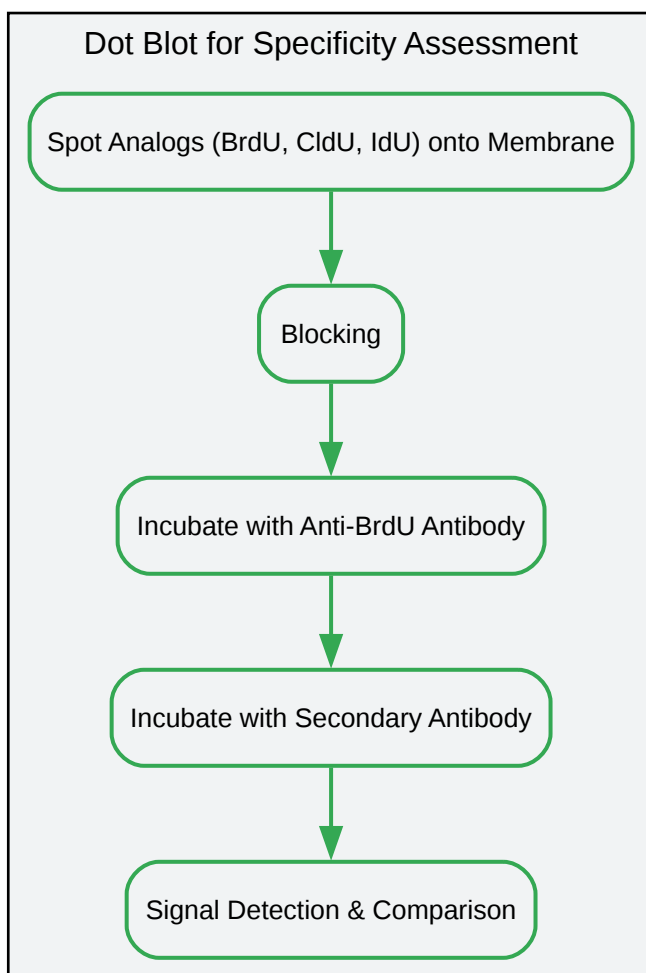 Dot Blot for Specificity Assessment
Spot Analogs (BrdU, CldU, IdU) onto Membrane
Blocking
Incubate with Anti-BrdU Antibody
Incubate with Secondary Antibody
Signal Detection & Comparison